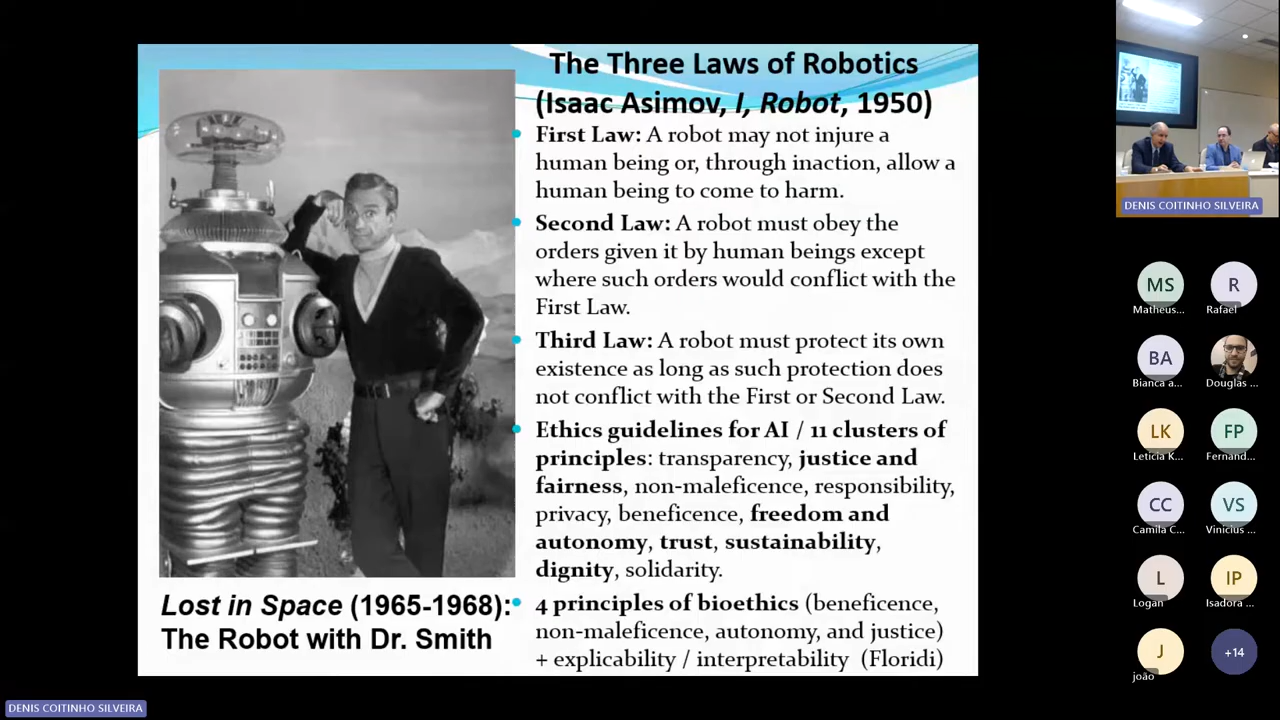 The Three Laws of Robotics
(Isaac Asimov, I, Robot, 1950)
First Law: A robot may not injure a
human being or, through inaction, allow a
human being to come to harm.
Second Law: A robot must obey the
orders given it by human beings except
where such orders would conflict with the
First Law.
Third Law: A robot must protect its own
existence as long as such protection does
not conflict with the First or Second Law.
Ethics guidelines for AI / 11 clusters of
principles: transparency, justice and
fairness, non-maleficence, responsibility,
privacy, beneficence, freedom and
autonomy, trust, sustainability,
dignity, solidarity.
4 principles of bioethics (beneficence,
non-maleficence, autonomy, and justice)
+ explicability / interpretability (Floridi)
Lost in Space (1965-1968):
The Robot with Dr. Smith
DENIS COITINHO SILVEIRA
MS
Matheus...
R
Rafael
BA
Bianca a...
Douglas ...
LK
Leticia K...
FP
Fernand...
CC
Camila C...
VS
Vinicius ...
L
Logan
IP
Isadora ...
J
joão
+14
DENIS COITINHO SILVEIRA